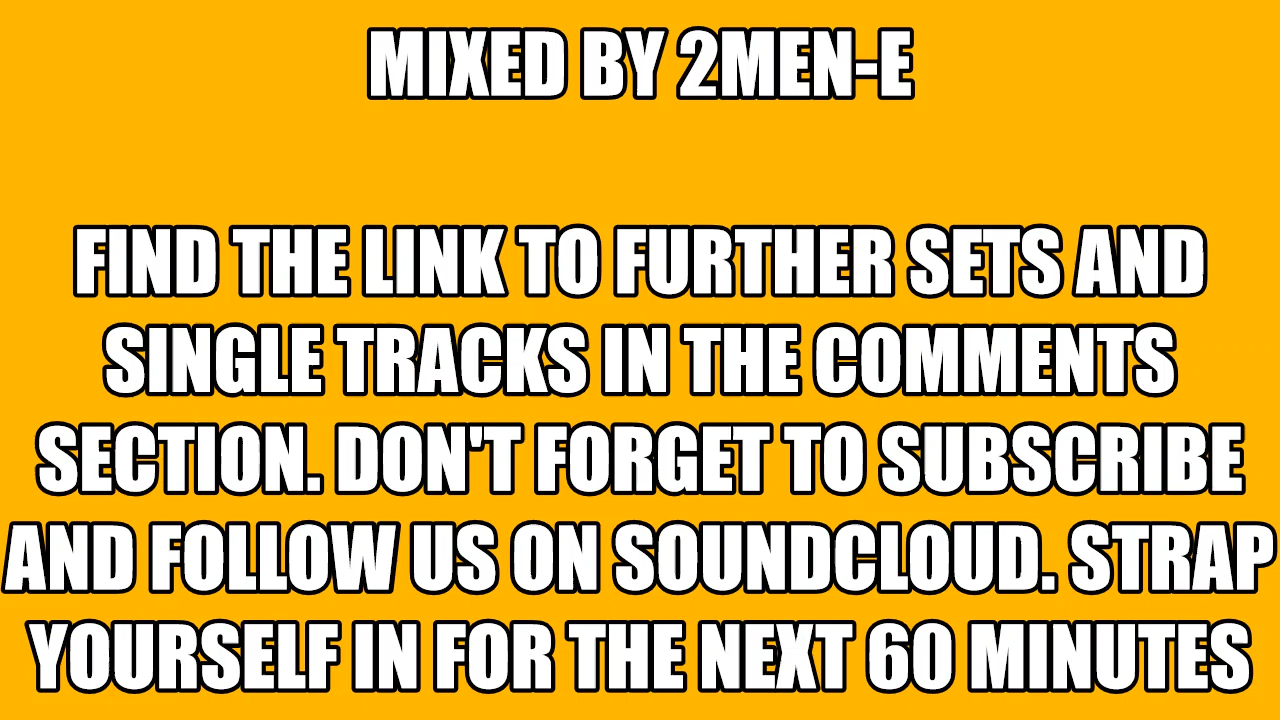 MIXED BY 2MEN-E
FIND THE LINK TO FURTHER SETS AND
SINGLE TRACKS IN THE COMMENTS
SECTION. DON'T FORGET TO SUBSCRIBE
AND FOLLOW US ON SOUNDCLOUD. STRAP
YOURSELF IN FOR THE NEXT 60 MINUTES